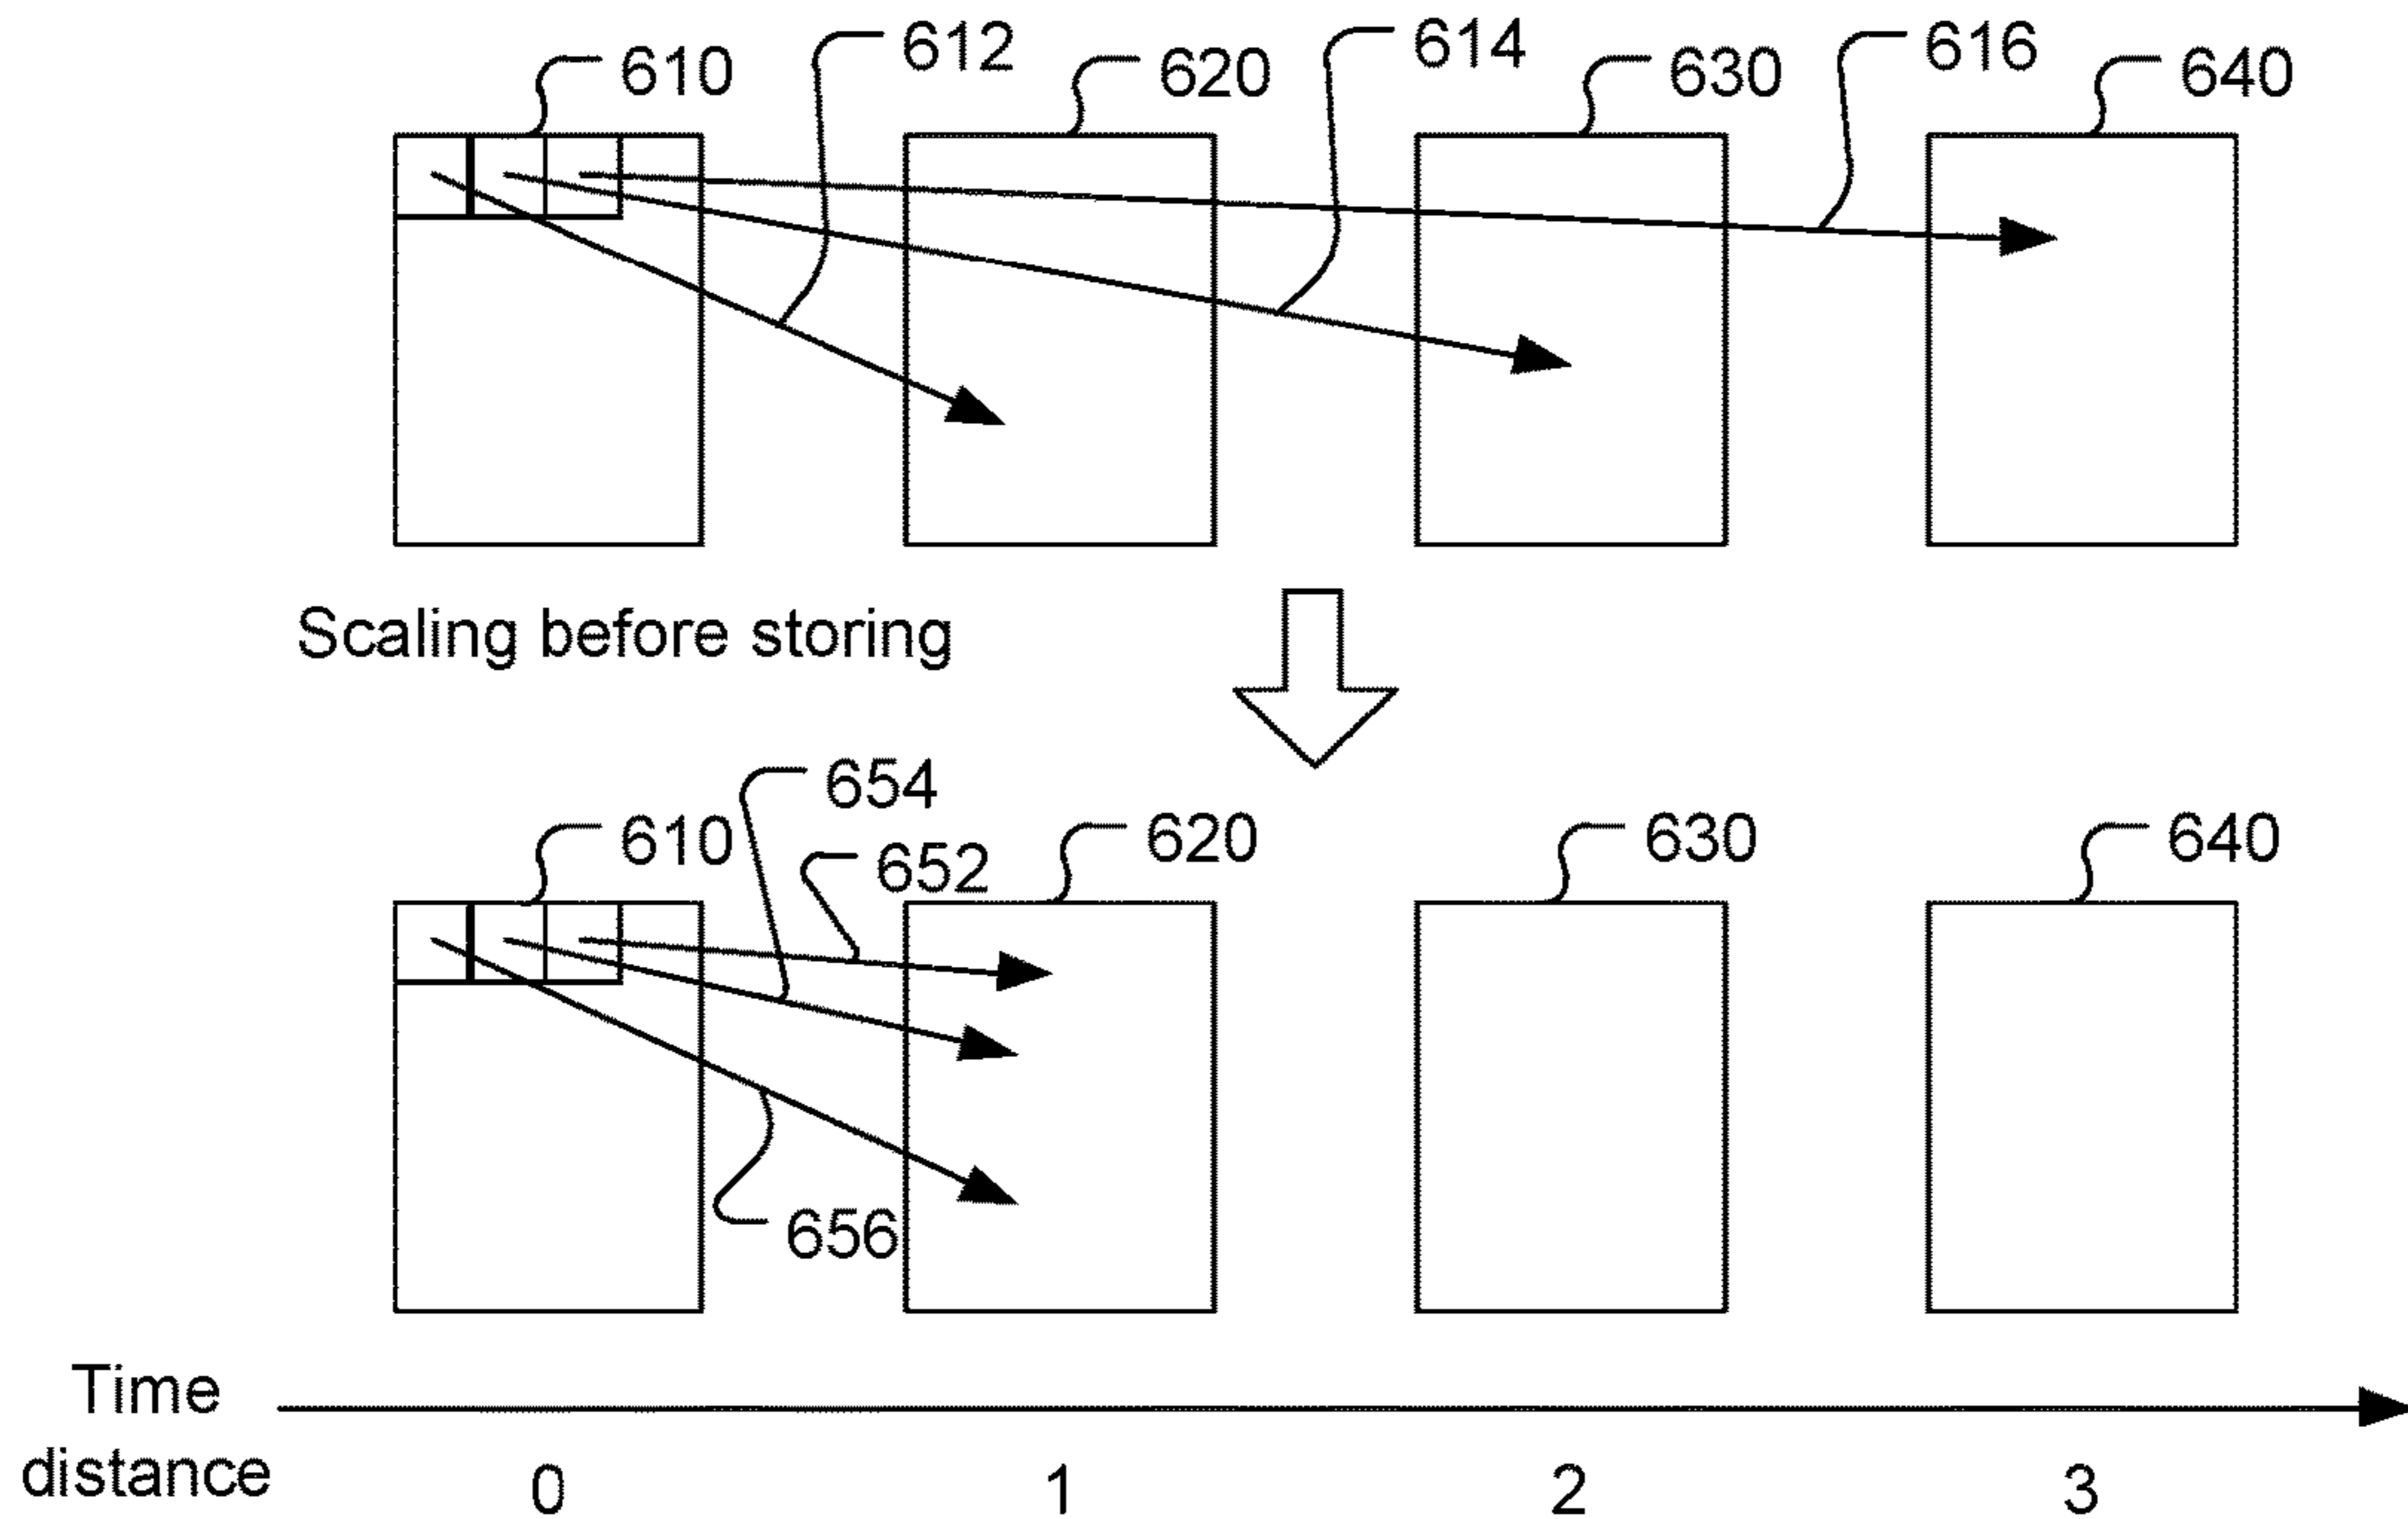 610 612 620 614 630 616 640
Scaling before storing
654
610 652 620 630 640
656
Time
distance
0 1 2 3